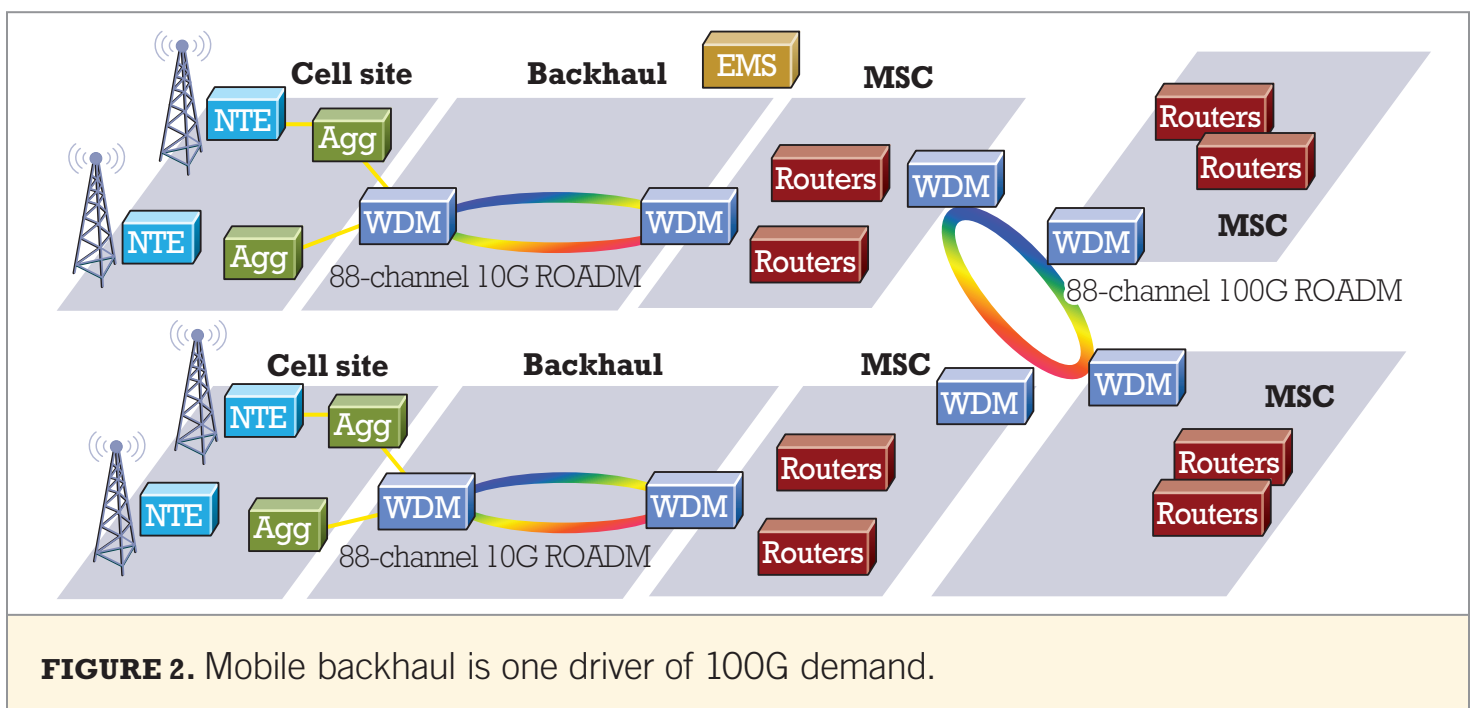 Cell site
Backhaul
EMS
MSC
NTE
Agg
NTE
Agg
WDM
WDM
88-channel 10G ROADM
Routers
Routers
WDM
WDM
Routers
Routers
MSC
88-channel 100G ROADM
Cell site
Backhaul
MSC
NTE
Agg
NTE
Agg
WDM
WDM
88-channel 10G ROADM
Routers
Routers
WDM
WDM
MSC
Routers
Routers
FIGURE 2. Mobile backhaul is one driver of 100G demand.